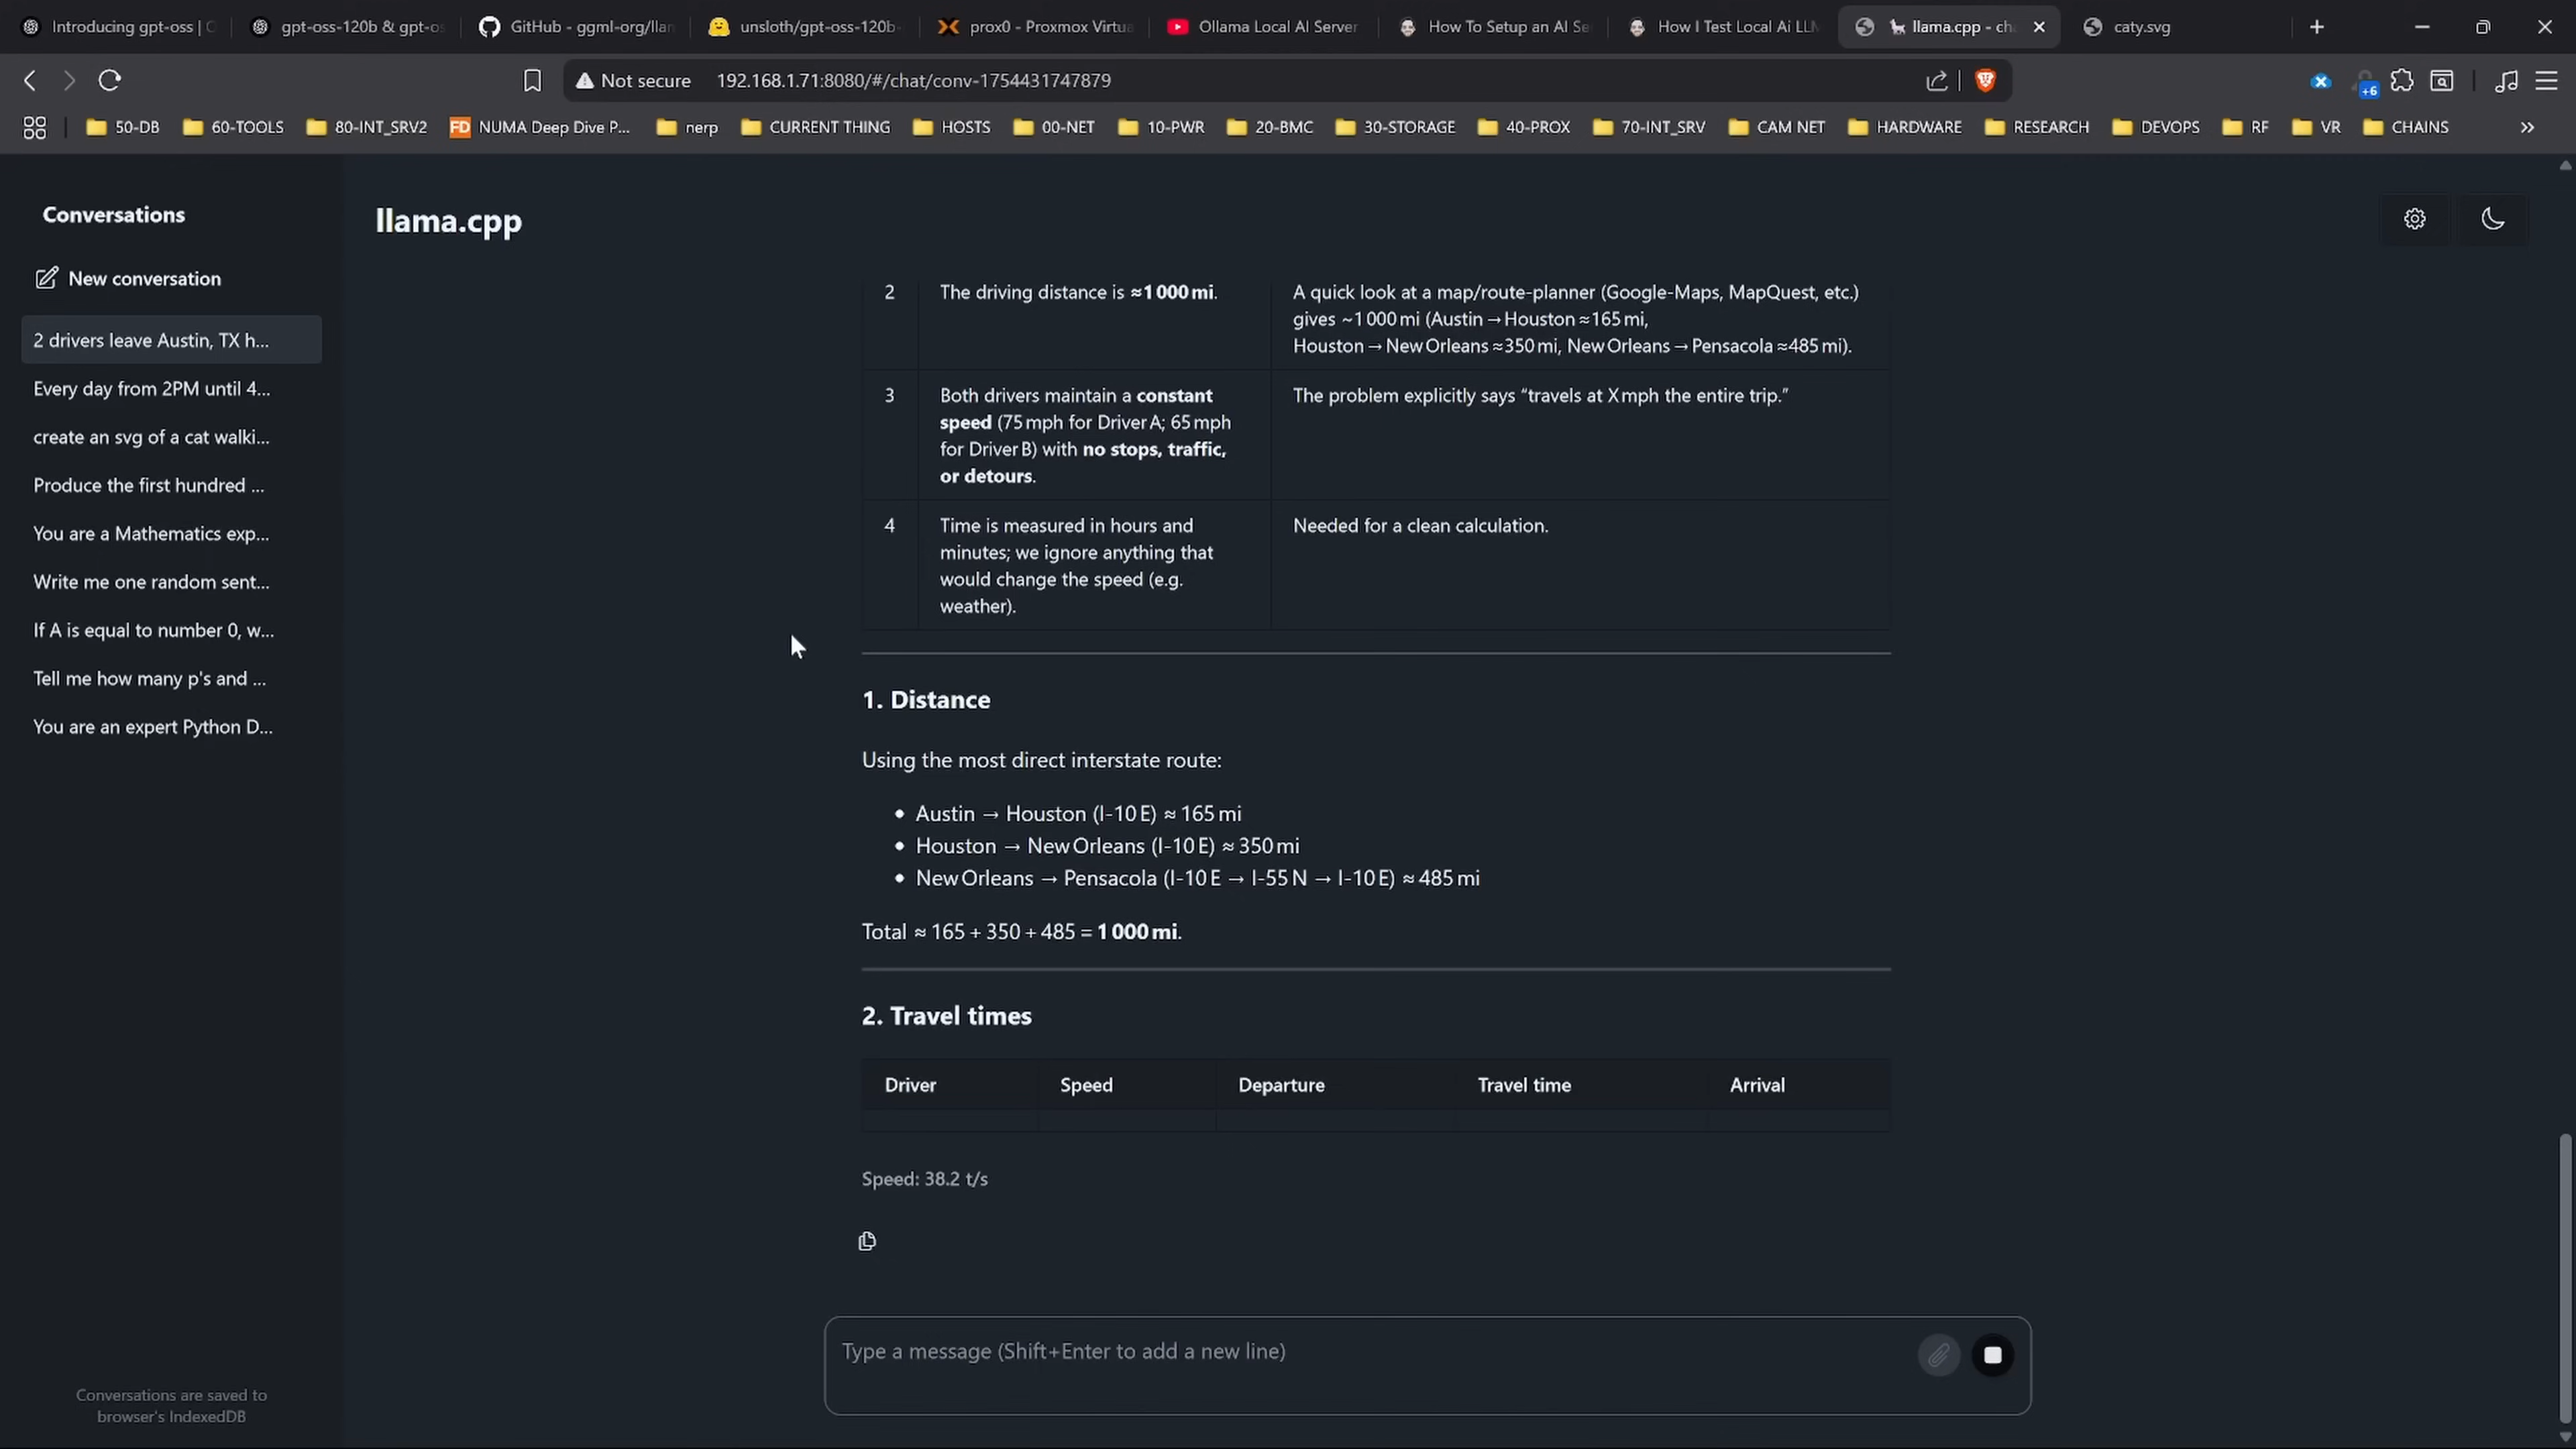 Introducing gpt-oss | O
gpt-oss-120b & gpt-os
GitHub - ggml-org/llan
unsloth/gpt-oss-120b-
prox0 - Proxmox Virtua
Ollama Local AI Server
How To Setup an AI Se
How I Test Local Ai LLM
llama.cpp - cha
caty.svg
Not secure
192.168.1.71:8080/#/chat/conv-1754431747879
+6
50-DB
60-TOOLS
80-INT_SRV2
FD
NUMA Deep Dive P...
nerp
CURRENT THING
HOSTS
00-NET
10-PWR
20-BMC
30-STORAGE
40-PROX
70-INT_SRV
CAM NET
HARDWARE
RESEARCH
DEVOPS
RF
VR
CHAINS
Conversations
New conversation
2 drivers leave Austin, TX h...
Every day from 2PM until 4...
create an svg of a cat walki...
Produce the first hundred ...
You are a Mathematics exp...
Write me one random sent...
If A is equal to number 0, w...
Tell me how many p's and ...
You are an expert Python D...
Conversations are saved to
browser's IndexedDB
llama.cpp
2
The driving distance is ≈1 000 mi.
A quick look at a map/route-planner (Google-Maps, MapQuest, etc.)
gives ~1 000 mi (Austin → Houston ≈165 mi,
Houston → New Orleans ≈350 mi, New Orleans → Pensacola ≈485 mi).
3
Both drivers maintain a constant
speed (75 mph for Driver A; 65 mph
for Driver B) with no stops, traffic,
or detours.
The problem explicitly says “travels at X mph the entire trip.”
4
Time is measured in hours and
minutes; we ignore anything that
would change the speed (e.g.
weather).
Needed for a clean calculation.
1. Distance
Using the most direct interstate route:
• Austin → Houston (I-10 E) ≈ 165 mi
• Houston → New Orleans (I-10 E) ≈ 350 mi
• New Orleans → Pensacola (I-10 E → I-55 N → I-10 E) ≈ 485 mi
Total ≈ 165 + 350 + 485 = 1 000 mi.
2. Travel times
Driver Speed Departure Travel time Arrival
Speed: 38.2 t/s
Type a message (Shift+Enter to add a new line)